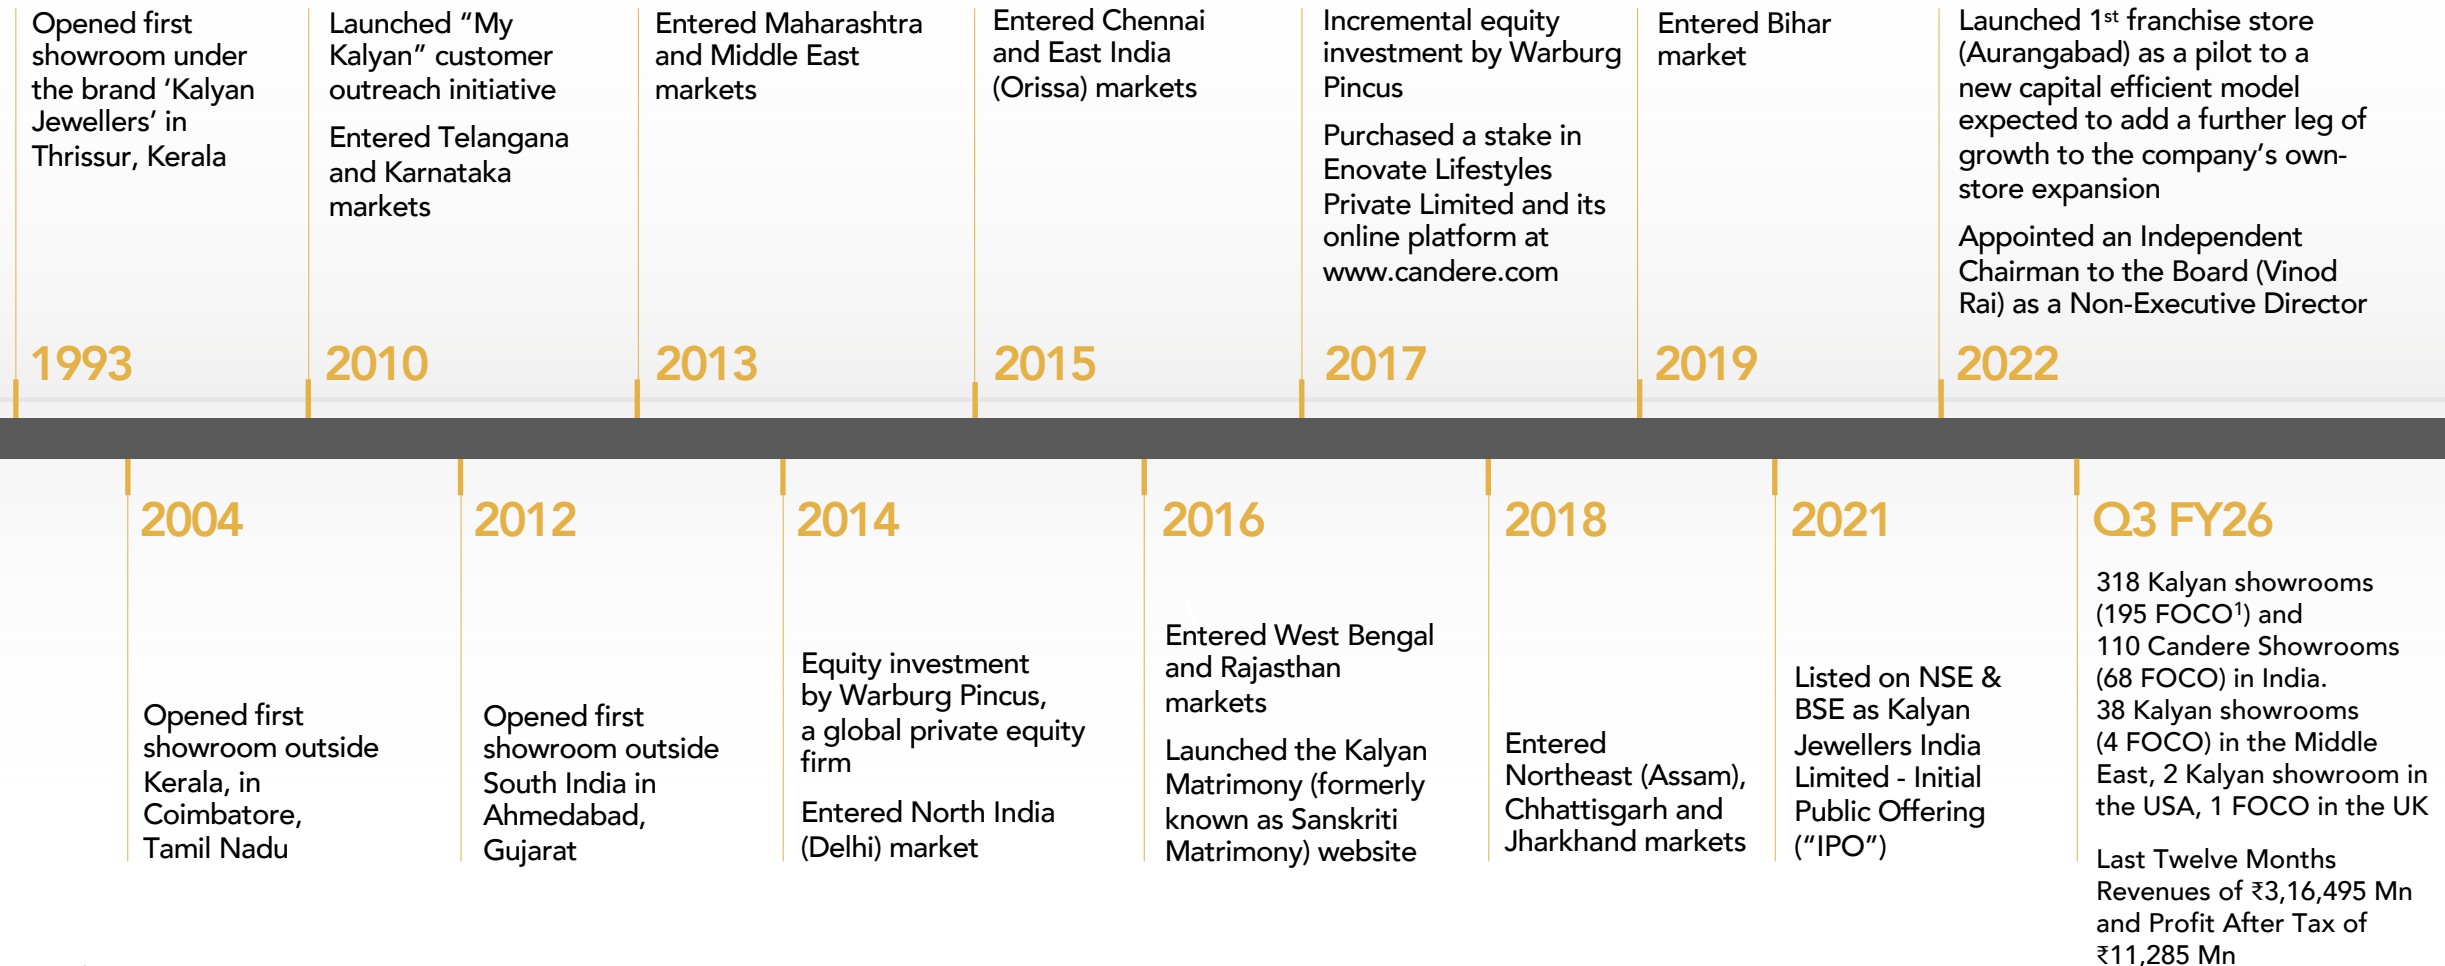 Opened first
showroom under
the brand ‘Kalyan
Jewellers’ in
Thrissur, Kerala
1993
Launched “My
Kalyan” customer
outreach initiative
Entered Telangana
and Karnataka
markets
2010
Entered Maharashtra
and Middle East
markets
2013
Entered Chennai
and East India
(Orissa) markets
2015
Incremental equity
investment by Warburg
Pincus
Purchased a stake in
Enovate Lifestyles
Private Limited and its
online platform at
www.candere.com
2017
Entered Bihar
market
2019
Launched 1st franchise store
(Aurangabad) as a pilot to a
new capital efficient model
expected to add a further leg of
growth to the company’s own-
store expansion
Appointed an Independent
Chairman to the Board (Vinod
Rai) as a Non-Executive Director
2022
2004
Opened first
showroom outside
Kerala, in
Coimbatore,
Tamil Nadu
2012
Opened first
showroom outside
South India in
Ahmedabad,
Gujarat
2014
Equity investment
by Warburg Pincus,
a global private equity
firm
Entered North India
(Delhi) market
2016
Entered West Bengal
and Rajasthan
markets
Launched the Kalyan
Matrimony (formerly
known as Sanskriti
Matrimony) website
2018
Entered
Northeast (Assam),
Chhattisgarh and
Jharkhand markets
2021
Listed on NSE &
BSE as Kalyan
Jewellers India
Limited - Initial
Public Offering
(“IPO”)
Q3 FY26
318 Kalyan showrooms
(195 FOCO¹) and
110 Candere Showrooms
(68 FOCO) in India.
38 Kalyan showrooms
(4 FOCO) in the Middle
East, 2 Kalyan showroom in
the USA, 1 FOCO in the UK
Last Twelve Months
Revenues of ₹3,16,495 Mn
and Profit After Tax of
₹11,285 Mn